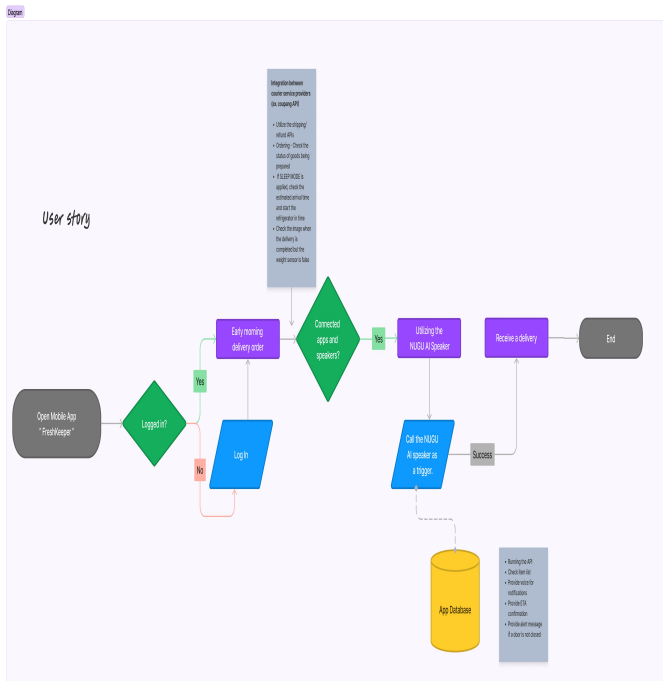 Diagram
Integration between
courier service providers
(ex. coupang API)
• Utilize the shipping/
refund APIs
• Ordering - Check the
status of goods being
prepared
• If SLEEP MODE is
applied, check the
estimated arrival time
and start the
refrigerator in time
• Check the image when
the delivery is
completed but the
weight sensor is false
User story
Early morning
delivery order
Connected
apps and
speakers?
Yes
Utilizing the
NUGU AI Speaker
Receive a delivery
End
Yes
Open Mobile App
" FreshKeeper "
Logged in?
No
Log In
Call the NUGU
AI speaker as
a trigger.
Success
App Database
• Running the API
• Check item list
• Provide voice for
notifications
• Provide ETA
confirmation
• Provide alert message
if a door is not closed